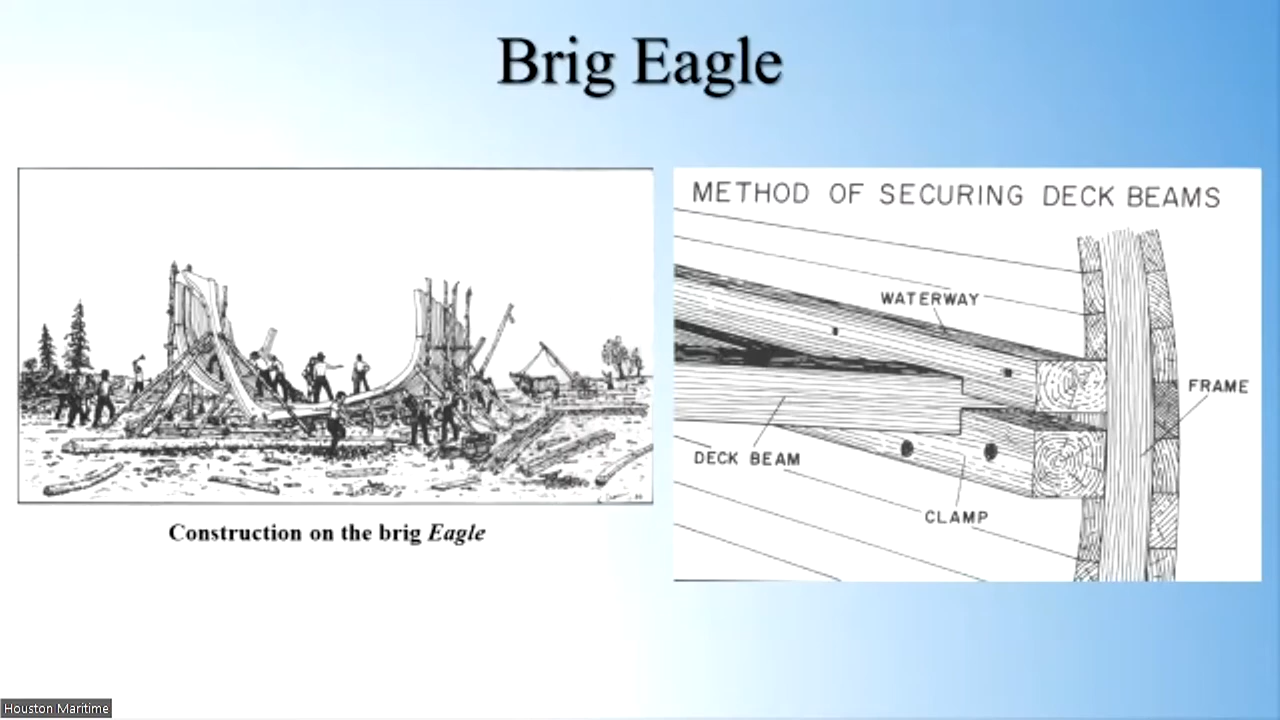 Brig Eagle
Construction on the brig Eagle
METHOD OF SECURING DECK BEAMS
WATERWAY
FRAME
DECK BEAM
CLAMP
Houston Maritime